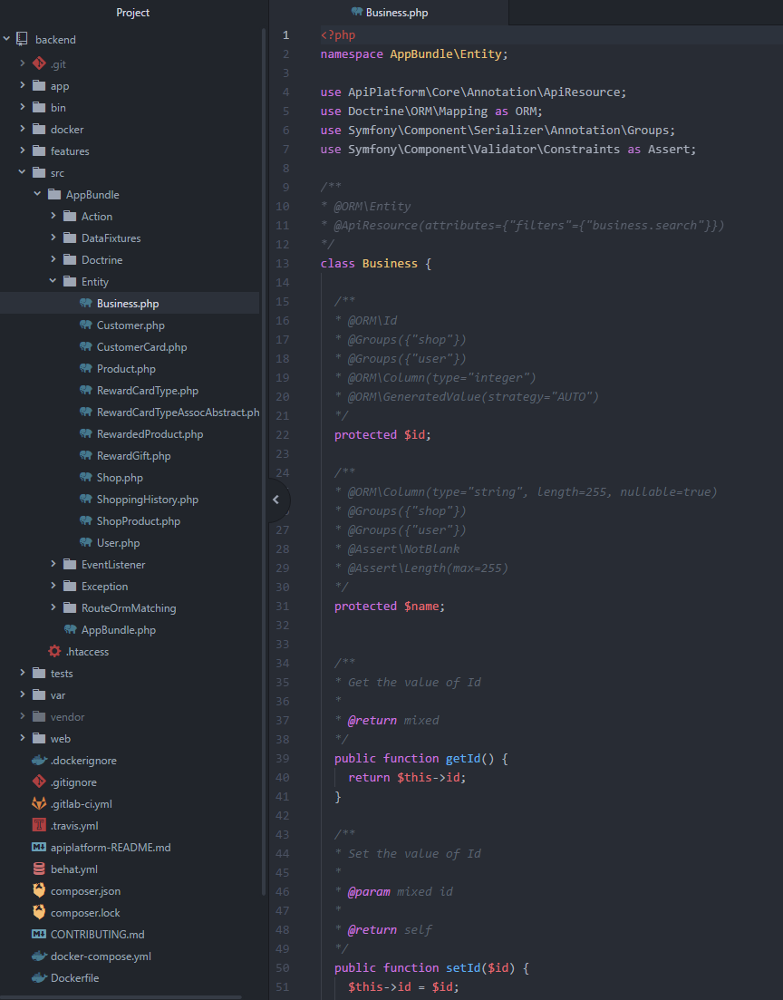 Project
backend
.git
app
bin
docker
features
src
AppBundle
Action
DataFixtures
Doctrine
Entity
Business.php
Customer.php
CustomerCard.php
Product.php
RewardCardType.php
RewardCardTypeAssocAbstract.ph
RewardedProduct.php
RewardGift.php
Shop.php
ShoppingHistory.php
ShopProduct.php
User.php
EventListener
Exception
RouteOrmMatching
AppBundle.php
.htaccess
tests
var
vendor
web
.dockerignore
.gitignore
.gitlab-ci.yml
.travis.yml
apiplatform-README.md
behat.yml
composer.json
composer.lock
CONTRIBUTING.md
docker-compose.yml
Dockerfile
Business.php
1 <?php
2 namespace AppBundle\Entity;
3
4 use ApiPlatform\Core\Annotation\ApiResource;
5 use Doctrine\ORM\Mapping as ORM;
6 use Symfony\Component\Serializer\Annotation\Groups;
7 use Symfony\Component\Validator\Constraints as Assert;
8
9 /**
10 * @ORM\Entity
11 * @ApiResource(attributes={"filters"={"business.search"}})
12 */
13 class Business {
14
15 /**
16 * @ORM\Id
17 * @Groups({"shop"})
18 * @Groups({"user"})
19 * @ORM\Column(type="integer")
20 * @ORM\GeneratedValue(strategy="AUTO")
21 */
22 protected $id;
23
24 /**
* @ORM\Column(type="string", length=255, nullable=true)
* @Groups({"shop"})
27 * @Groups({"user"})
28 * @Assert\NotBlank
29 * @Assert\Length(max=255)
30 */
31 protected $name;
32
33
34 /**
35 * Get the value of Id
36 *
37 * @return mixed
38 */
39 public function getId() {
40 return $this->id;
41 }
42
43 /**
44 * Set the value of Id
45 *
46 * @param mixed id
47 *
48 * @return self
49 */
50 public function setId($id) {
51 $this->id = $id;